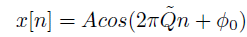 x[n] = Acos(2πQ̃n + ϕ₀)